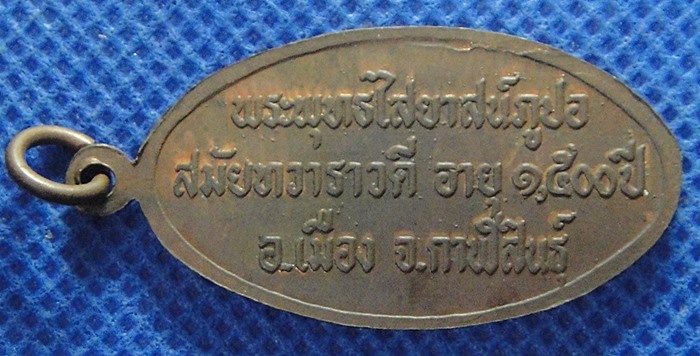 พระพุทธไสยาสน์ภูปอ
สมัยทวาราวดี อายุ ๑,๕๐๐ปี
อ.เมือง จ.กาฬสินธุ์